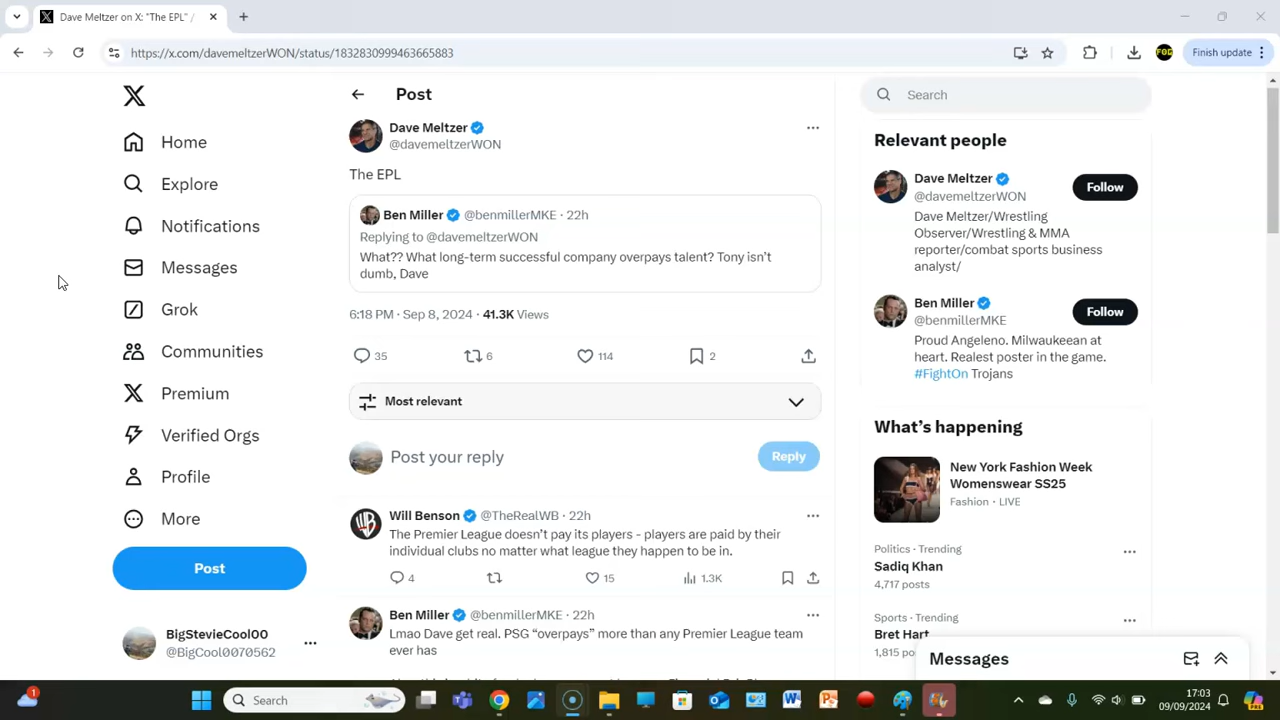 Dave Meltzer on X: "The EPL" /
Finish update
https://x.com/davemeltzerWON/status/1832830999463665883
FOG
Home
Explore
Notifications
Messages
Grok
Communities
Premium
Verified Orgs
Profile
More
Post
BigStevieCool00
@BigCool0070562
Post
Dave Meltzer
@davemeltzerWON
The EPL
Ben Miller @benmillerMKE · 22h
Replying to @davemeltzerWON
What?? What long-term successful company overpays talent? Tony isn't
dumb, Dave
6:18 PM · Sep 8, 2024 · 41.3K Views
35 6 114 2
Most relevant
Post your reply
Reply
Will Benson @TheRealWB · 22h
The Premier League doesn't pay its players - players are paid by their
individual clubs no matter what league they happen to be in.
4 15 1.3K
Ben Miller @benmillerMKE · 22h
Lmao Dave get real. PSG "overpays" more than any Premier League team
ever has
Search
Relevant people
Dave Meltzer
@davemeltzerWON
Follow
Dave Meltzer/Wrestling
Observer/Wrestling & MMA
reporter/combat sports business
analyst/
Ben Miller
@benmillerMKE
Follow
Proud Angeleno. Milwaukeean at
heart. Realest poster in the game.
#FightOn Trojans
What's happening
New York Fashion Week
Womenswear SS25
Fashion · LIVE
Politics · Trending
Sadiq Khan
4,717 posts
Sports · Trending
Bret Hart
1,815
Messages
1
Search
17:03
09/09/2024